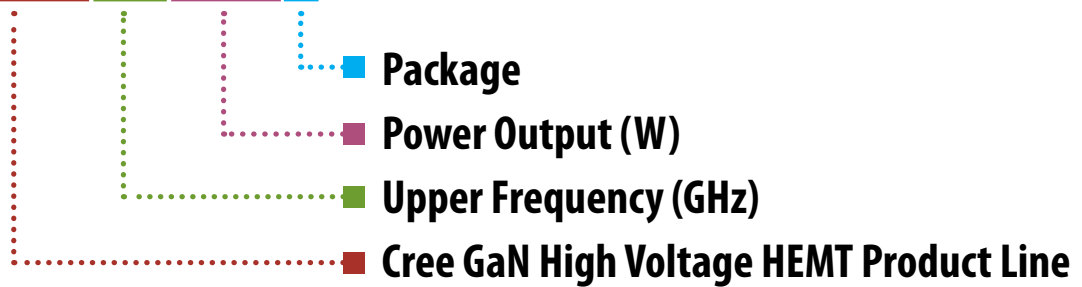 Package
Power Output (W)
Upper Frequency (GHz)
Cree GaN High Voltage HEMT Product Line